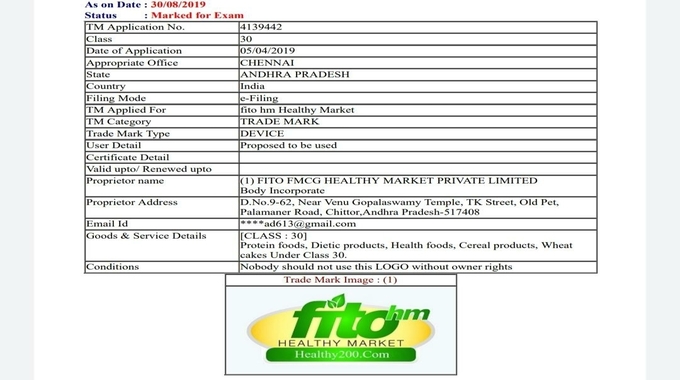 As on Date : 30/08/2019
Status : Marked for Exam
TM Application No. 4139442
Class 30
Date of Application 05/04/2019
Appropriate Office CHENNAI
State ANDHRA PRADESH
Country India
Filing Mode e-Filing
TM Applied For fito hm Healthy Market
TM Category TRADE MARK
Trade Mark Type DEVICE
User Detail Proposed to be used
Certificate Detail
Valid upto/ Renewed upto
Proprietor name (1) FITO FMCG HEALTHY MARKET PRIVATE LIMITED
Body Incorporate
Proprietor Address D.No.9-62, Near Venu Gopalaswamy Temple, TK Street, Old Pet,
Palamaner Road, Chittor,Andhra Pradesh-517408
Email Id ****ad613@gmail.com
Goods & Service Details [CLASS : 30]
Protein foods, Dietic products, Health foods, Cereal products, Wheat
cakes Under Class 30.
Conditions Nobody should not use this LOGO without owner rights
Trade Mark Image : (1)
fito hm
HEALTHY MARKET
Healthy200.Com